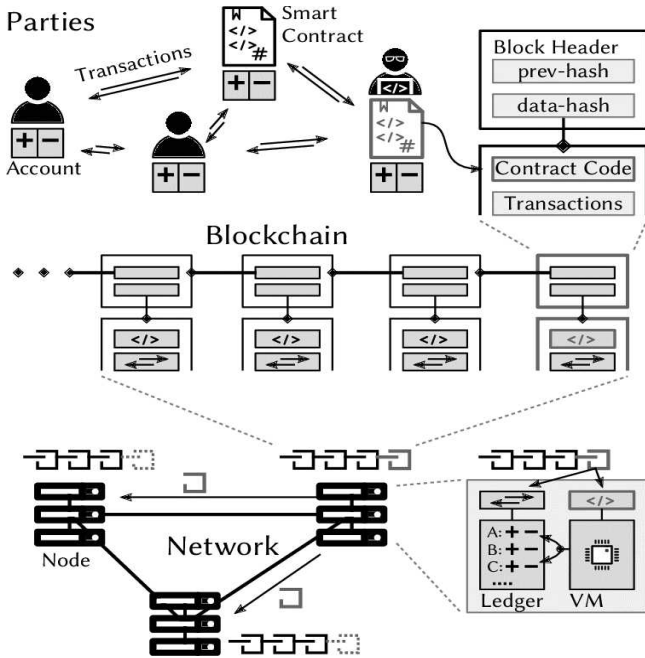 Parties
Smart
Contract
Transactions
</>
</>
#
+ −
</>
</>
</>
#
+ −
+ −
Account
+ −
Block Header
prev-hash
data-hash
Contract Code
Transactions
Blockchain
</>
</>
</>
</>
Network
Node
</>
A: + −
B: + −
C: + −
....
Ledger
VM